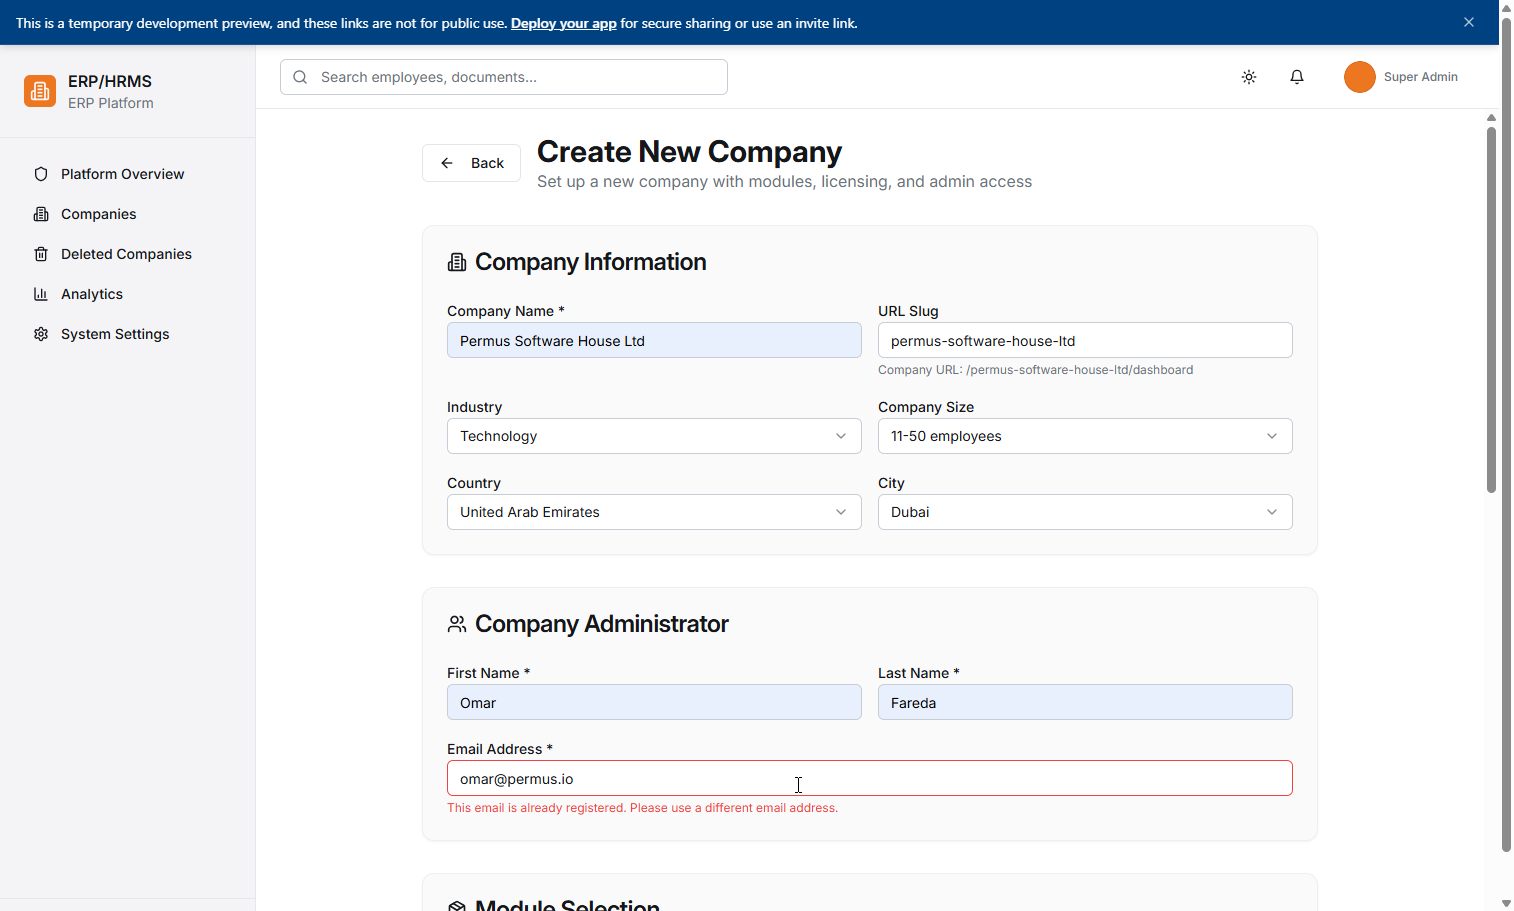 This is a temporary development preview, and these links are not for public use. Deploy your app for secure sharing or use an invite link.
ERP/HRMS
ERP Platform
Search employees, documents...
Super Admin
Platform Overview
Companies
Deleted Companies
Analytics
System Settings
Back
Create New Company
Set up a new company with modules, licensing, and admin access
Company Information
Company Name *
URL Slug
Permus Software House Ltd
permus-software-house-ltd
Company URL: /permus-software-house-ltd/dashboard
Industry
Company Size
Technology
11-50 employees
Country
City
United Arab Emirates
Dubai
Company Administrator
First Name *
Last Name *
Omar
Fareda
Email Address *
omar@permus.io
This email is already registered. Please use a different email address.
Module Selection